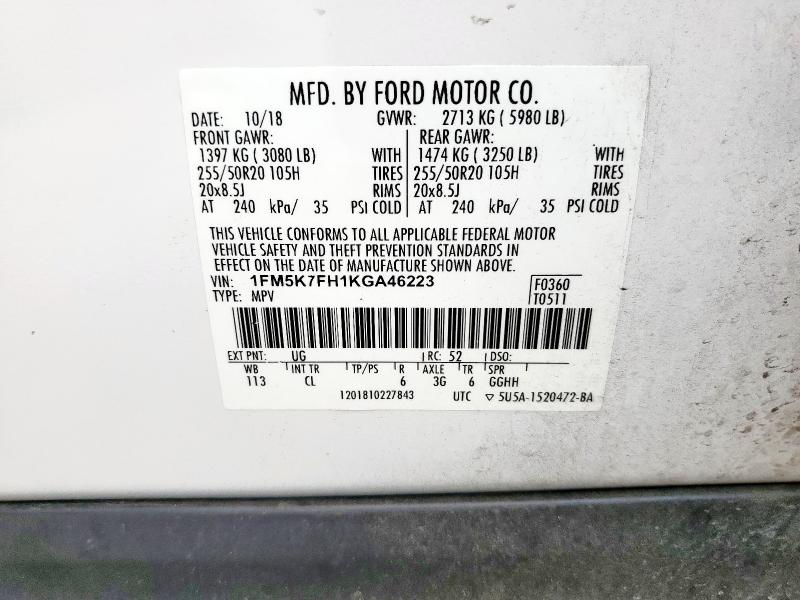 MFD. BY FORD MOTOR CO.
DATE: 10/18 GVWR: 2713 KG ( 5980 LB)
FRONT GAWR: REAR GAWR:
1397 KG ( 3080 LB) WITH 1474 KG ( 3250 LB) WITH
255/50R20 105H TIRES 255/50R20 105H TIRES
20x8.5J RIMS 20x8.5J RIMS
AT 240 kPa/ 35 PSI COLD AT 240 kPa/ 35 PSI COLD
THIS VEHICLE CONFORMS TO ALL APPLICABLE FEDERAL MOTOR
VEHICLE SAFETY AND THEFT PREVENTION STANDARDS IN
EFFECT ON THE DATE OF MANUFACTURE SHOWN ABOVE.
VIN: 1FM5K7FH1KGA46223 F0360
TYPE: MPV T0511
EXT PNT: UG RC: 52 DSO:
WB INT TR TP/PS R AXLE TR SPR
113 CL 6 3G 6 GGHH
1201810227843 UTC ▽ 5U5A-1520472-BA